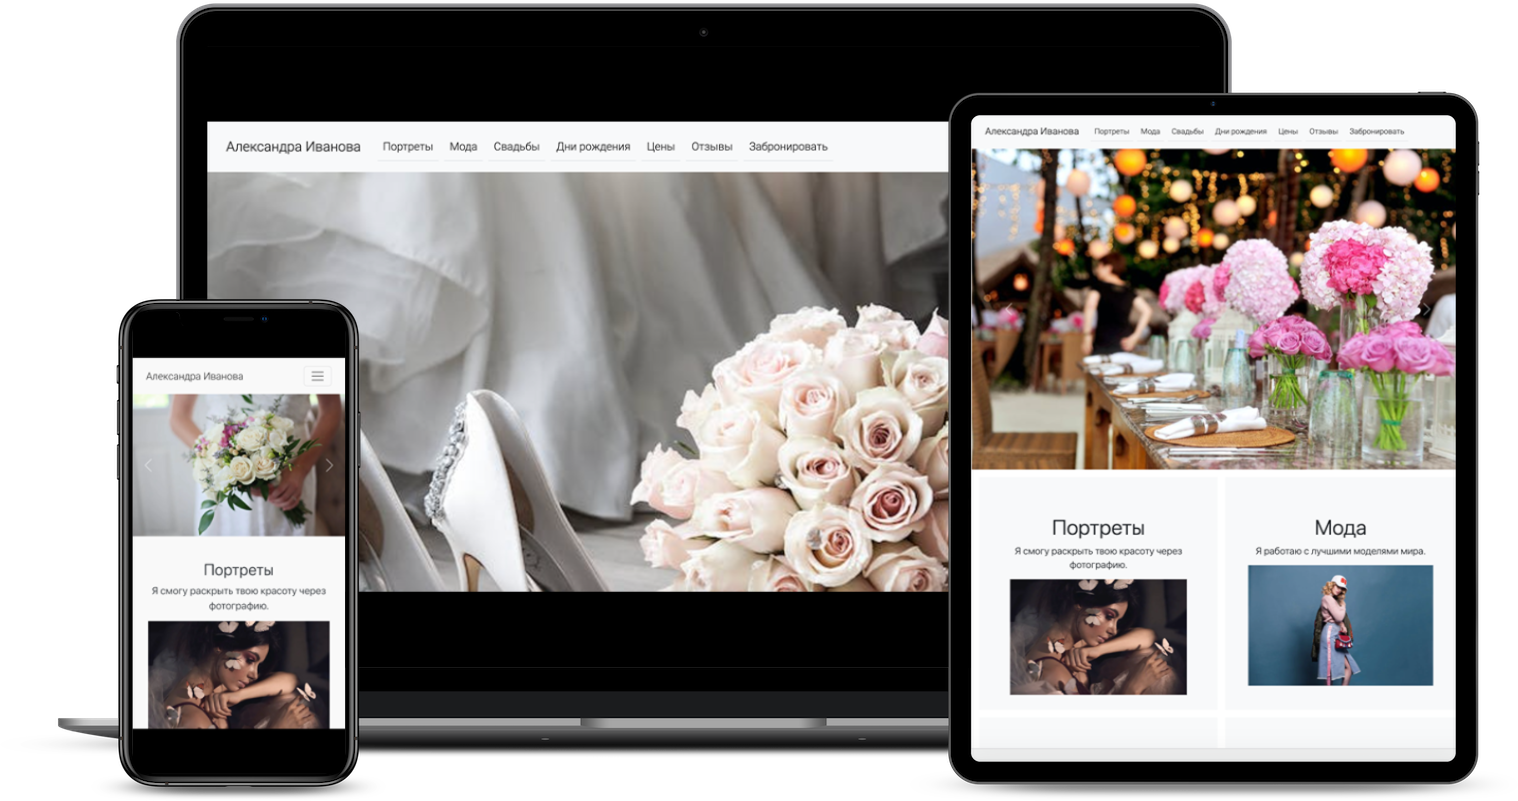 Александра Иванова Портреты Мода Свадьбы Дни рождения Цены Отзывы Забронировать
Александра Иванова Портреты Мода Свадьбы Дни рождения Цены Отзывы Забронировать
Портреты
Я смогу раскрыть твою красоту через
фотографию.
Мода
Я работаю с лучшими моделями мира.
Александра Иванова
Портреты
Я смогу раскрыть твою красоту через
фотографию.